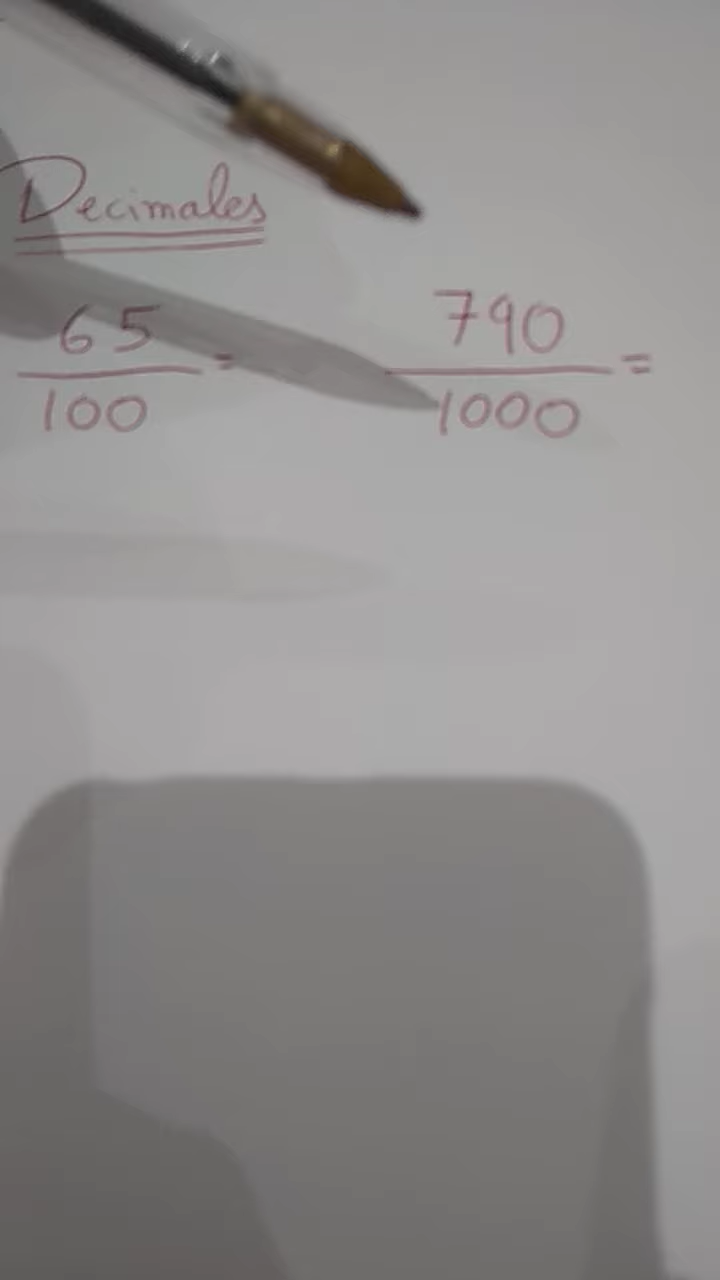 Decimales
65/100 = 790/1000 =